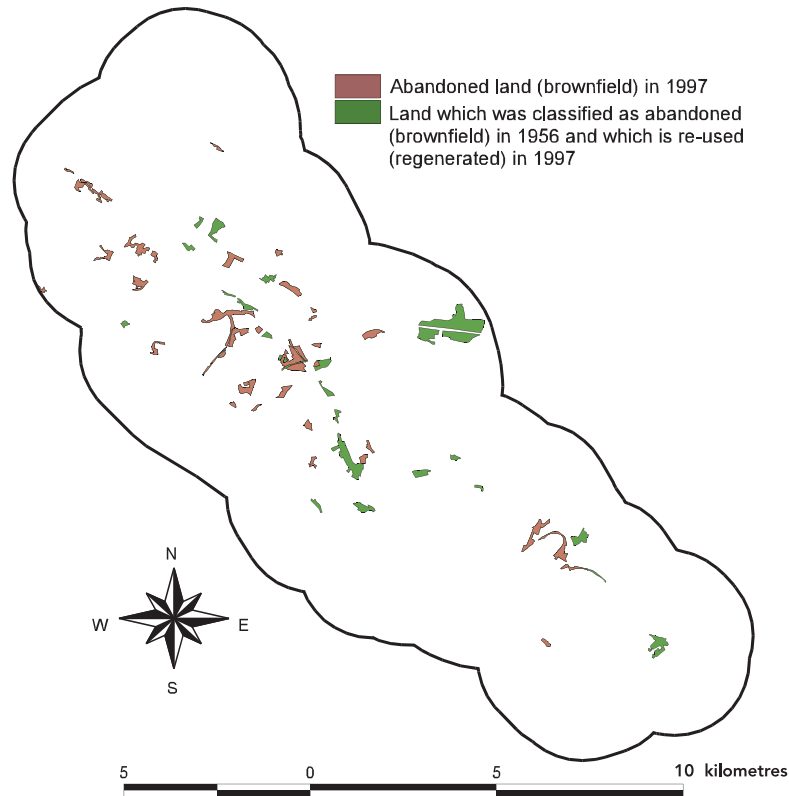 Abandoned land (brownfield) in 1997
Land which was classified as abandoned
(brownfield) in 1956 and which is re-used
(regenerated) in 1997
N
W
E
S
5
0
5
10 kilometres